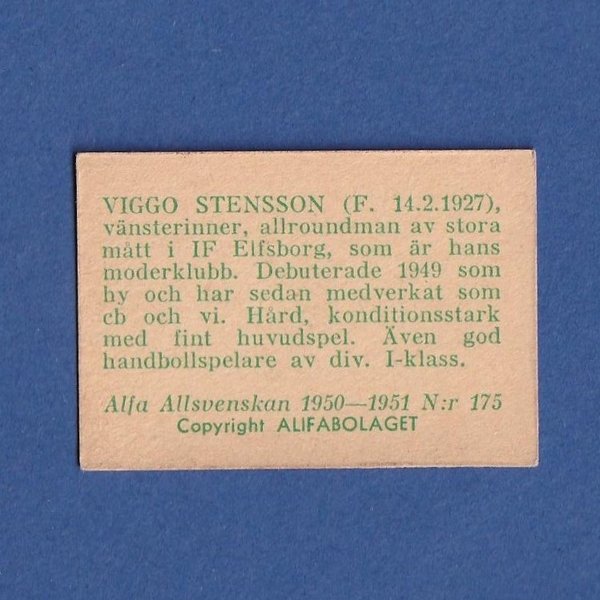 VIGGO STENSSON (F. 14.2.1927),
vänsterinner, allroundman av stora
mått i IF Elfsborg, som är hans
moderklubb. Debuterade 1949 som
hy och har sedan medverkat som
cb och vi. Hård, konditionsstark
med fint huvudspel. Även god
handbollspelare av div. I-klass.
Alfa Allsvenskan 1950—1951 N:r 175
Copyright ALIFABOLAGET